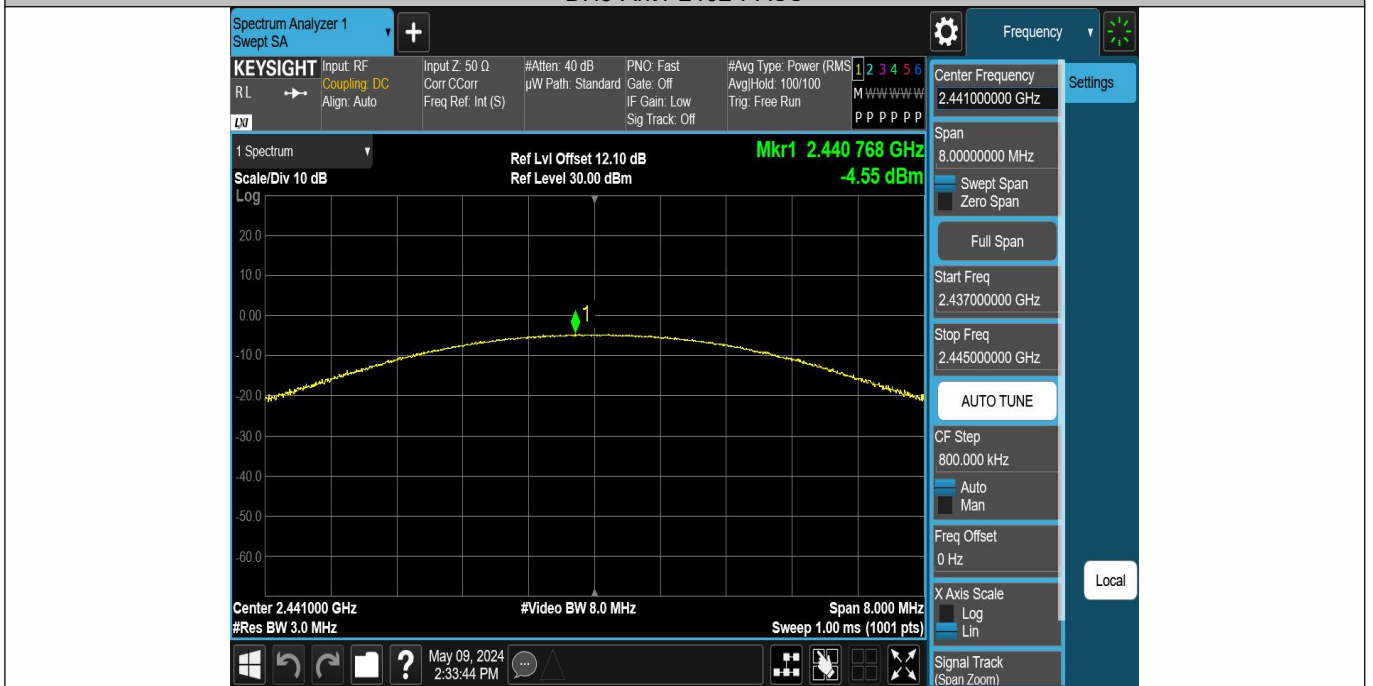 Spectrum Analyzer 1
Swept SA
+
Frequency
KEYSIGHT
RL
LXI
Input: RF
Coupling: DC
Align: Auto
Input Z: 50 Ω
Corr CCorr
Freq Ref: Int (S)
#Atten: 40 dB
µW Path: Standard
PNO: Fast
Gate: Off
IF Gain: Low
Sig Track: Off
#Avg Type: Power (RMS
Avg|Hold: 100/100
Trig: Free Run
1 2 3 4 5 6
M W W W W W
P P P P P P
1 Spectrum
Scale/Div 10 dB
Ref Lvl Offset 12.10 dB
Ref Level 30.00 dBm
Mkr1 2.440 768 GHz
-4.55 dBm
Log
20.0
10.0
0.00
-10.0
-20.0
-30.0
-40.0
-50.0
-60.0
1
Center 2.441000 GHz
#Res BW 3.0 MHz
#Video BW 8.0 MHz
Span 8.000 MHz
Sweep 1.00 ms (1001 pts)
Center Frequency
2.441000000 GHz
Settings
Span
8.00000000 MHz
Swept Span
Zero Span
Full Span
Start Freq
2.437000000 GHz
Stop Freq
2.445000000 GHz
AUTO TUNE
CF Step
800.000 kHz
Auto
Man
Freq Offset
0 Hz
X Axis Scale
Log
Lin
Local
Signal Track
(Span Zoom)
?
May 09, 2024
2:33:44 PM